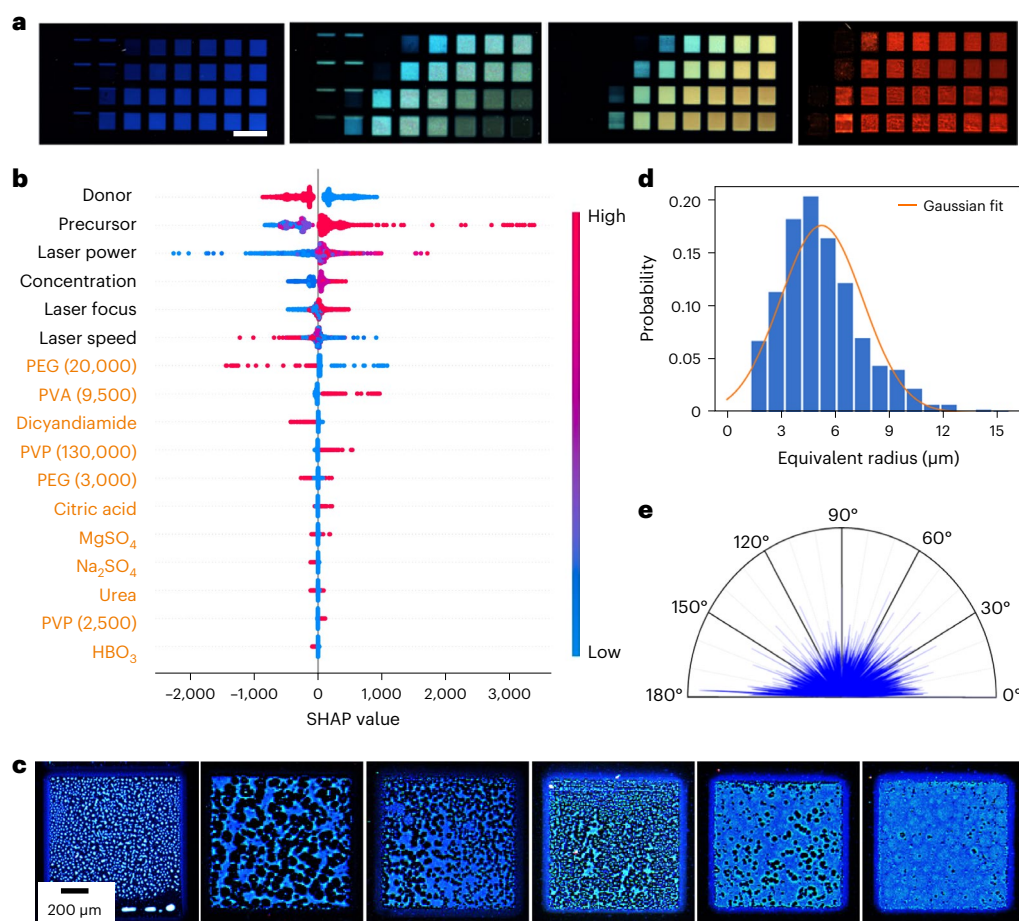 a
b
Donor
Precursor
Laser power
Concentration
Laser focus
Laser speed
PEG (20,000)
PVA (9,500)
Dicyandiamide
PVP (130,000)
PEG (3,000)
Citric acid
MgSO₄
Na₂SO₄
Urea
PVP (2,500)
HBO₃
−2,000 −1,000 0 1,000 2,000 3,000
SHAP value
High
Low
d
0.20
0.15
0.10
0.05
0
Probability
Gaussian fit
0 3 6 9 12 15
Equivalent radius (µm)
e
90°
120° 60°
150° 30°
180° 0°
c
200 µm